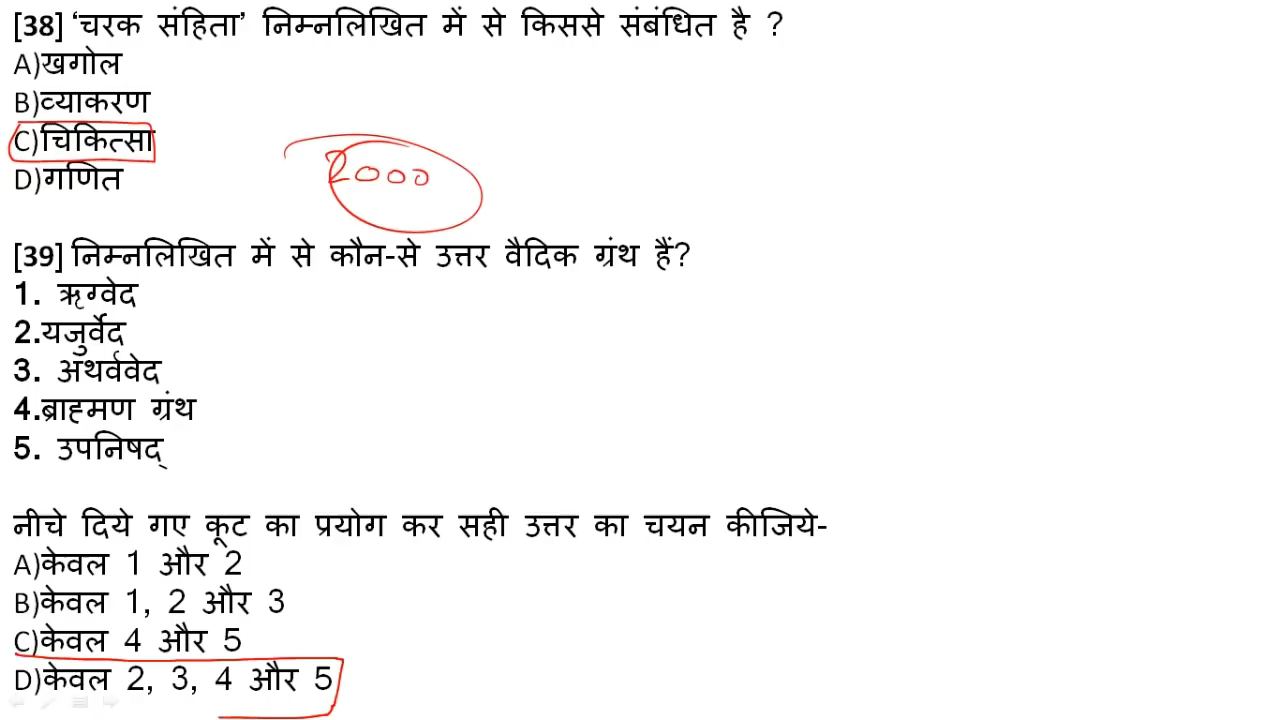 [38] ‘चरक संहिता’ निम्नलिखित में से किससे संबंधित है ?
A)खगोल
B)व्याकरण
C)चिकित्सा
D)गणित
2000
[39] निम्नलिखित में से कौन-से उत्तर वैदिक ग्रंथ हैं?
1. ऋग्वेद
2.यजुर्वेद
3. अथर्ववेद
4.ब्राह्मण ग्रंथ
5. उपनिषद्
नीचे दिये गए कूट का प्रयोग कर सही उत्तर का चयन कीजिये-
A)केवल 1 और 2
B)केवल 1, 2 और 3
C)केवल 4 और 5
D)केवल 2, 3, 4 और 5